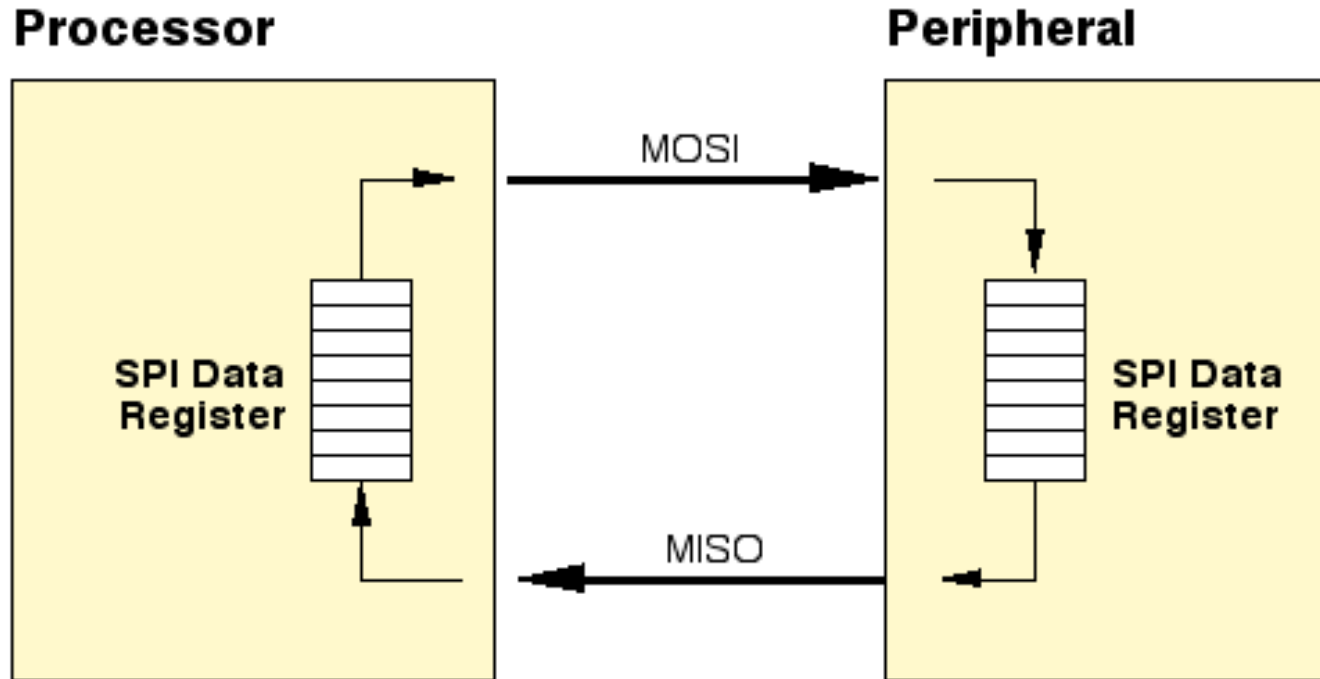 Processor
Peripheral
MOSI
SPI Data
Register
SPI Data
Register
MISO